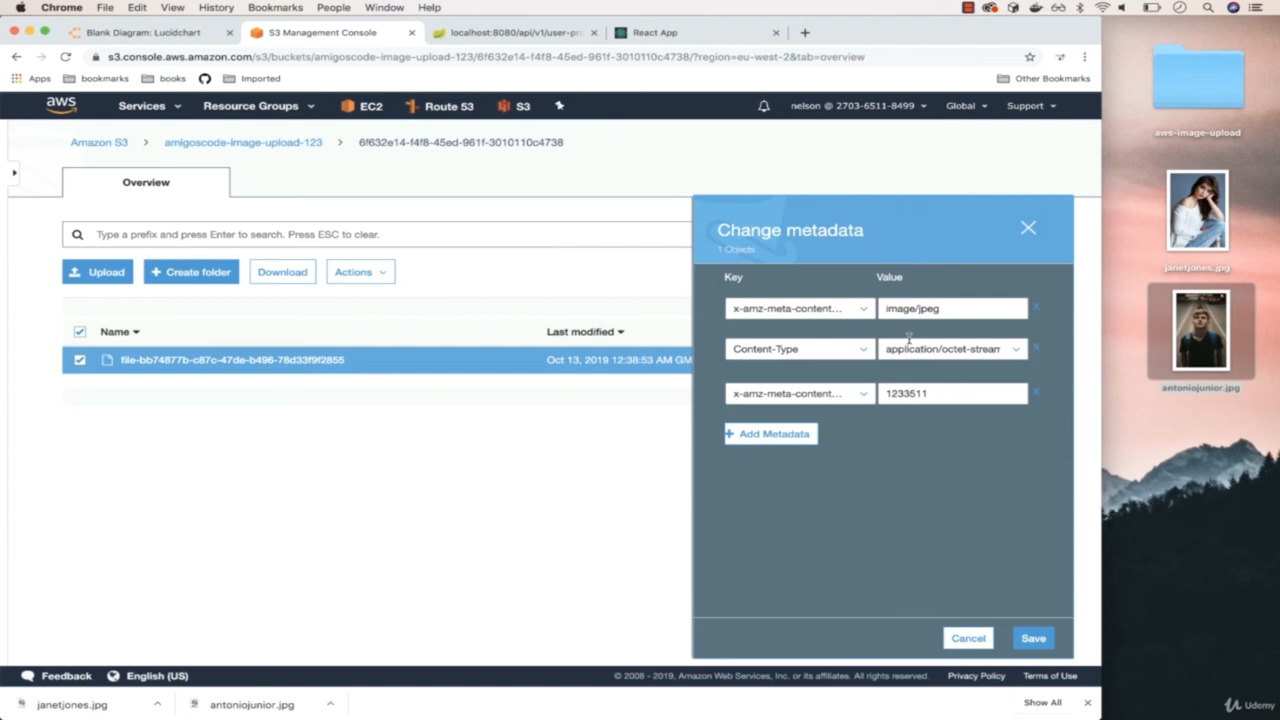 Chrome File Edit View History Bookmarks People Window Help
Blank Diagram: Lucidchart
S3 Management Console
localhost:8080/api/v1/user-pro
React App
s3.console.aws.amazon.com/s3/buckets/amigoscode-image-upload-123/6f632e14-f4f8-45ed-961f-3010110c4738/?region=eu-west-2&tab=overview
Apps bookmarks books Imported Other Bookmarks
aws Services Resource Groups EC2 Route 53 S3 nelson @ 2703-6511-8499 Global Support
Amazon S3 > amigoscode-image-upload-123 > 6f632e14-f4f8-45ed-961f-3010110c4738
Overview
Type a prefix and press Enter to search. Press ESC to clear.
Upload + Create folder Download Actions
Name Last modified
file-bb74877b-c87c-47de-b496-78d33f9f2855 Oct 13, 2019 12:38:53 AM GM
Change metadata
1 Objects
Key Value
x-amz-meta-content... image/jpeg X
Content-Type application/octet-stream X
x-amz-meta-content... 1233511 X
+ Add Metadata
Cancel Save
Feedback English (US) © 2008 - 2019, Amazon Web Services, Inc. or its affiliates. All rights reserved. Privacy Policy Terms of Use
janetjones.jpg antoniojunior.jpg Show All
aws-image-upload
janetjones.jpg
antoniojunior.jpg
Udemy